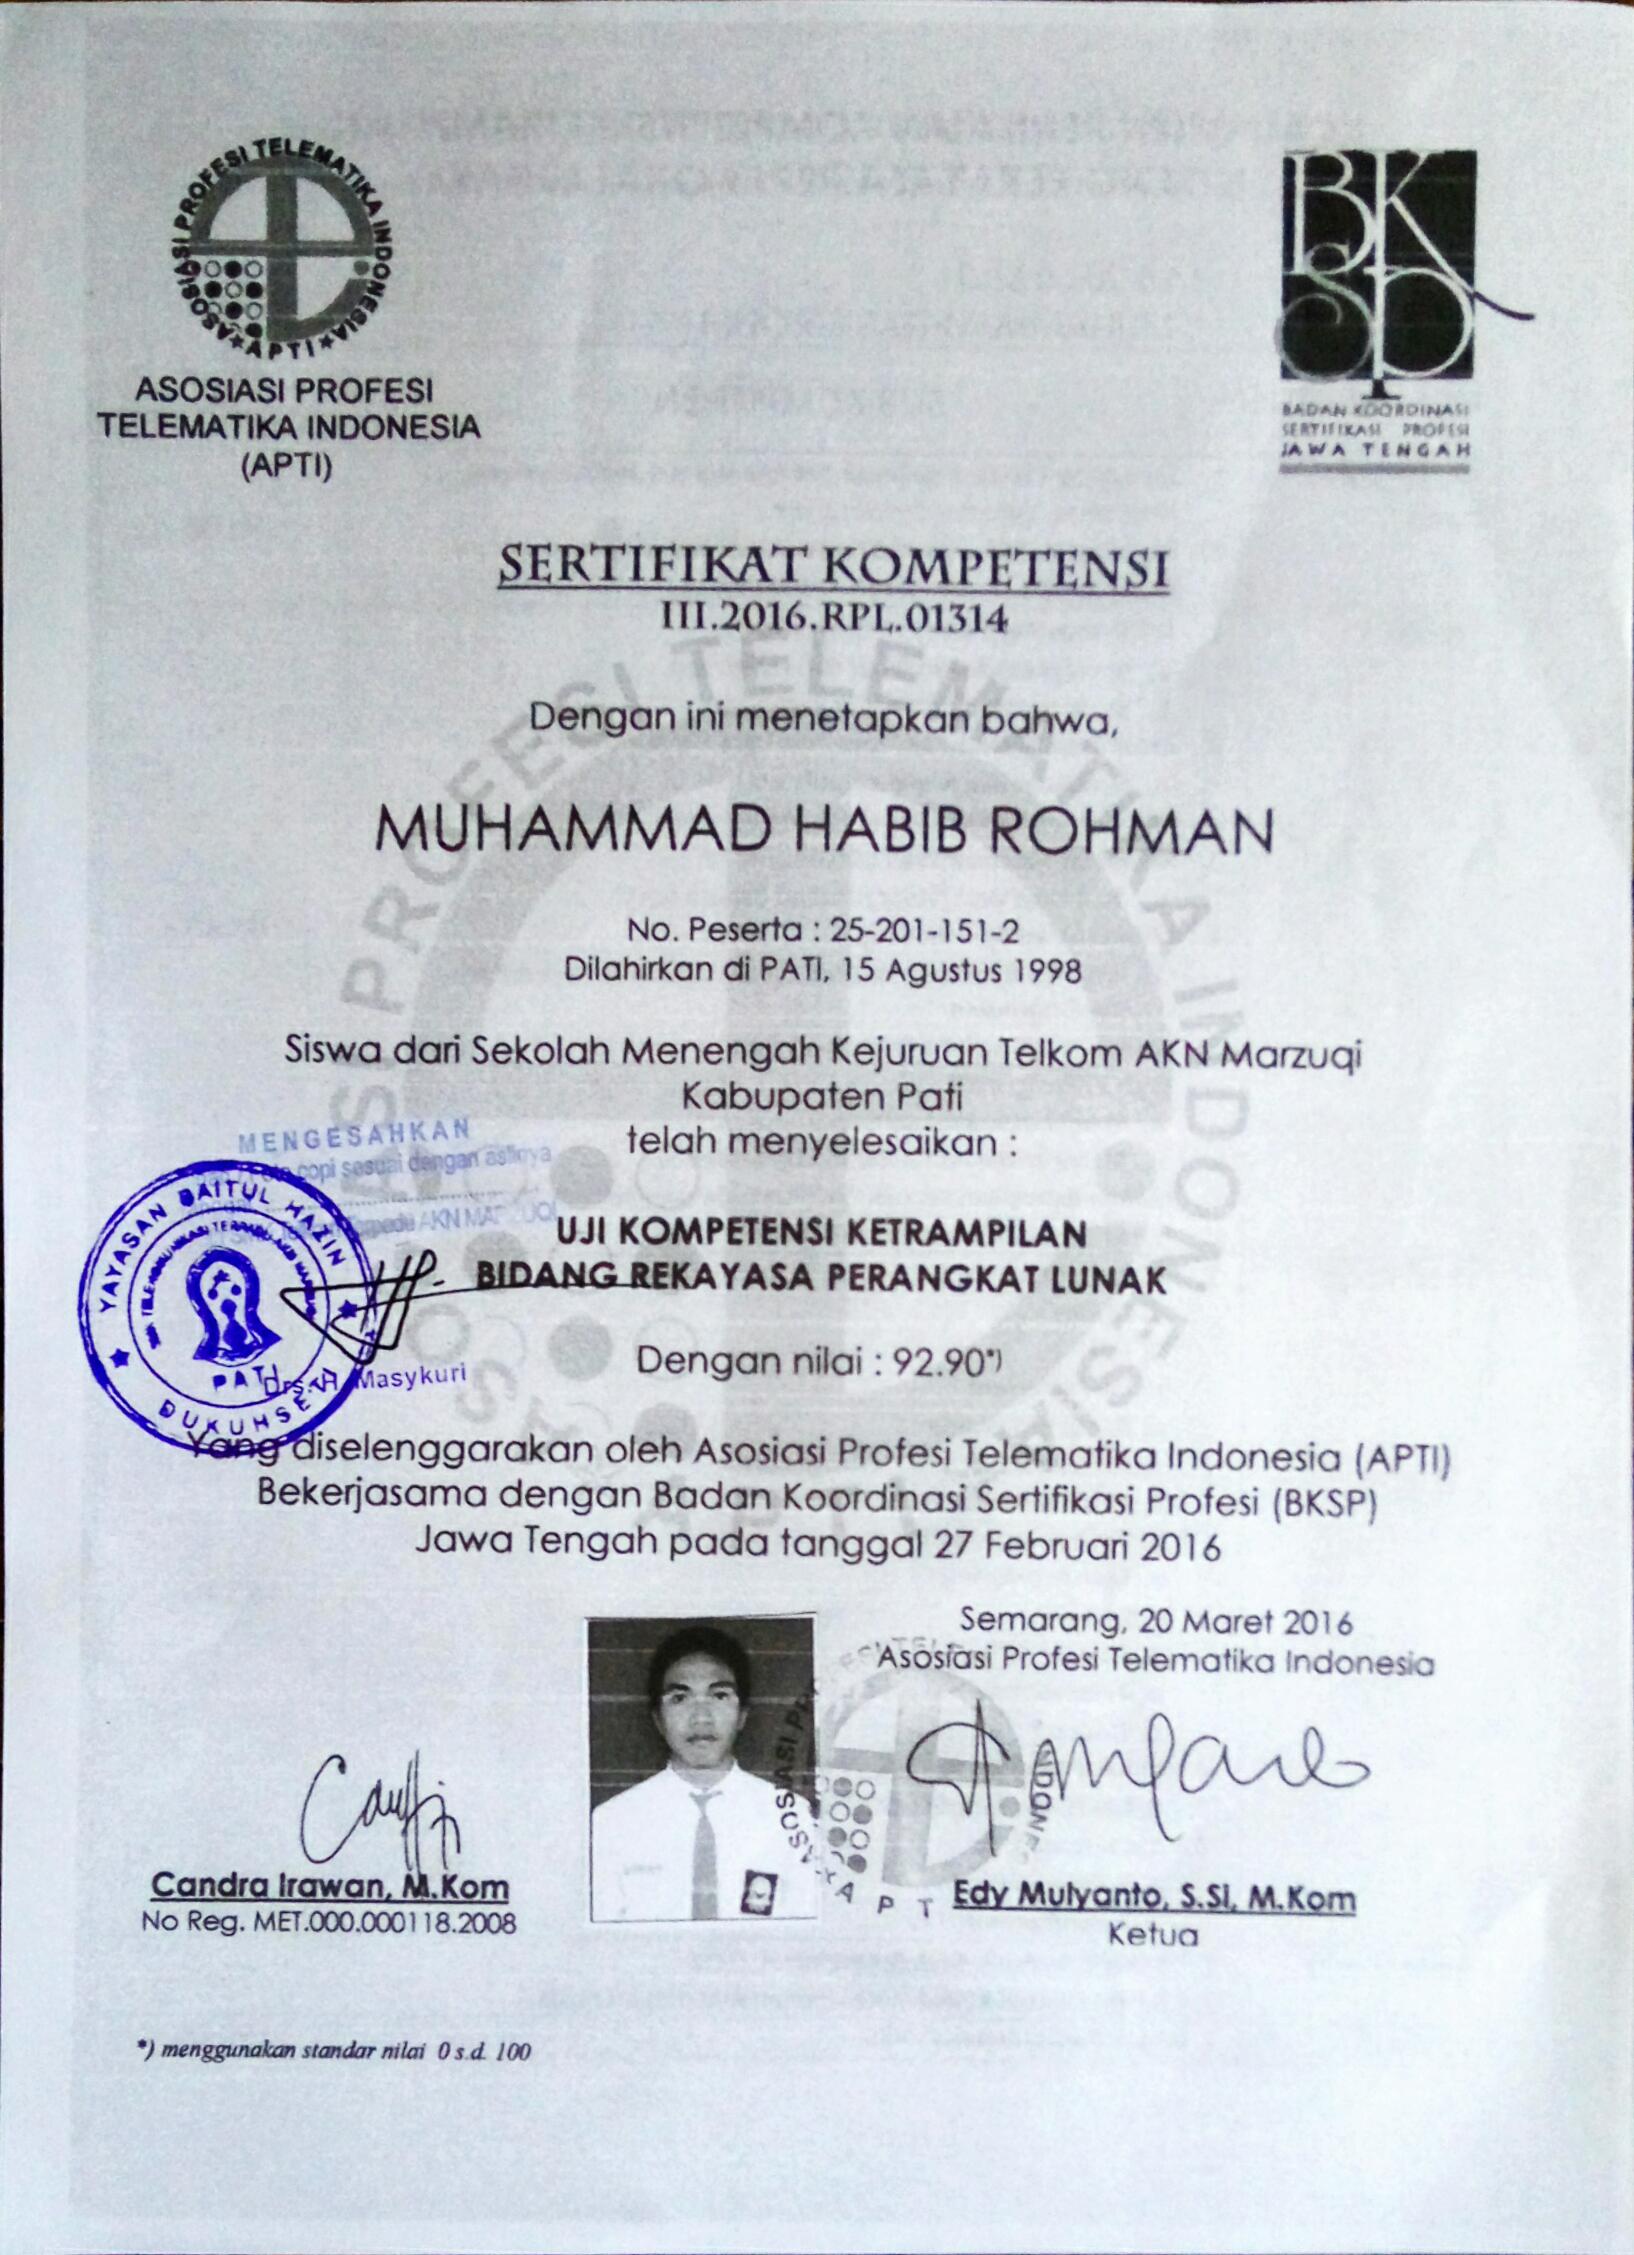 ASOSIASI PROFESI TELEMATIKA INDONESIA
★ APTI ★
ASOSIASI PROFESI
TELEMATIKA INDONESIA
(APTI)
BKSP
BADAN KOORDINASI
SERTIFIKASI PROFESI
JAWA TENGAH
SERTIFIKAT KOMPETENSI
III.2016.RPL.01314
Dengan ini menetapkan bahwa,
MUHAMMAD HABIB ROHMAN
No. Peserta : 25-201-151-2
Dilahirkan di PATI, 15 Agustus 1998
Siswa dari Sekolah Menengah Kejuruan Telkom AKN Marzuqi
Kabupaten Pati
telah menyelesaikan :
MENGESAHKAN
copi sesuai dengan aslinya
AKN MARZUQI
YAYASAN BAITUL HAZIN
PATI
DUKUHSETI
Drs. H. Masykuri
UJI KOMPETENSI KETRAMPILAN
BIDANG REKAYASA PERANGKAT LUNAK
Dengan nilai : 92.90*)
Yang diselenggarakan oleh Asosiasi Profesi Telematika Indonesia (APTI)
Bekerjasama dengan Badan Koordinasi Sertifikasi Profesi (BKSP)
Jawa Tengah pada tanggal 27 Februari 2016
Semarang, 20 Maret 2016
Asosiasi Profesi Telematika Indonesia
Candra Irawan, M.Kom
No Reg. MET.000.000118.2008
Edy Mulyanto, S.Si, M.Kom
Ketua
*) menggunakan standar nilai 0 s.d. 100